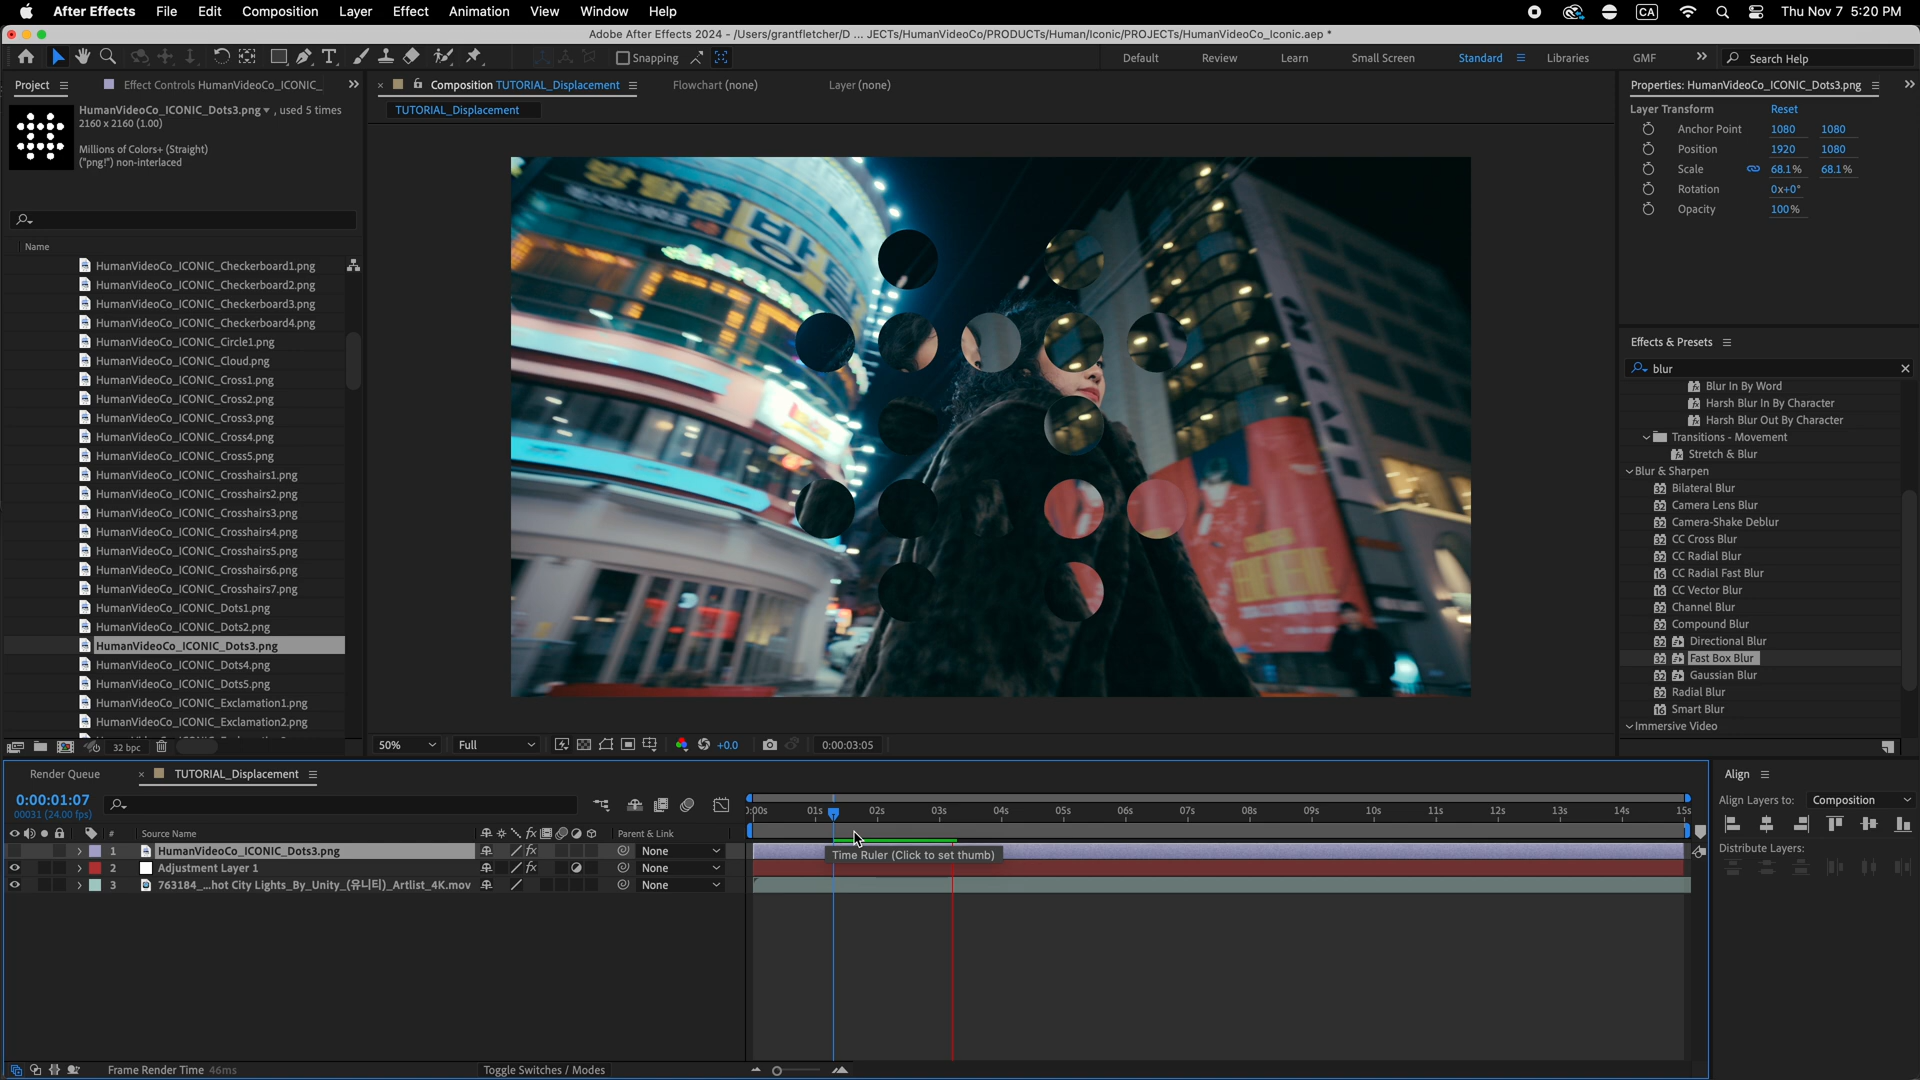 After Effects File Edit Composition Layer Effect Animation View Window Help CA Thu Nov 7 5:20 PM
Adobe After Effects 2024 - /Users/grantfletcher/D ... JECTs/HumanVideoCo/PRODUCTs/Human/Iconic/PROJECTs/HumanVideoCo_Iconic.aep *
Snapping Default Review Learn Small Screen Standard Libraries GMF Search Help
Project Effect Controls HumanVideoCo_ICONIC_
HumanVideoCo_ICONIC_Dots3.png , used 5 times
2160 x 2160 (1.00)
Millions of Colors+ (Straight)
("png!") non-interlaced
Name
HumanVideoCo_ICONIC_Checkerboard1.png
HumanVideoCo_ICONIC_Checkerboard2.png
HumanVideoCo_ICONIC_Checkerboard3.png
HumanVideoCo_ICONIC_Checkerboard4.png
HumanVideoCo_ICONIC_Circle1.png
HumanVideoCo_ICONIC_Cloud.png
HumanVideoCo_ICONIC_Cross1.png
HumanVideoCo_ICONIC_Cross2.png
HumanVideoCo_ICONIC_Cross3.png
HumanVideoCo_ICONIC_Cross4.png
HumanVideoCo_ICONIC_Cross5.png
HumanVideoCo_ICONIC_Crosshairs1.png
HumanVideoCo_ICONIC_Crosshairs2.png
HumanVideoCo_ICONIC_Crosshairs3.png
HumanVideoCo_ICONIC_Crosshairs4.png
HumanVideoCo_ICONIC_Crosshairs5.png
HumanVideoCo_ICONIC_Crosshairs6.png
HumanVideoCo_ICONIC_Crosshairs7.png
HumanVideoCo_ICONIC_Dots1.png
HumanVideoCo_ICONIC_Dots2.png
HumanVideoCo_ICONIC_Dots3.png
HumanVideoCo_ICONIC_Dots4.png
HumanVideoCo_ICONIC_Dots5.png
HumanVideoCo_ICONIC_Exclamation1.png
HumanVideoCo_ICONIC_Exclamation2.png
32 bpc
Composition TUTORIAL_Displacement Flowchart (none) Layer (none)
TUTORIAL_Displacement
50% Full +0.0 0:00:03:05
Properties: HumanVideoCo_ICONIC_Dots3.png
Layer Transform Reset
Anchor Point 1080 1080
Position 1920 1080
Scale 68.1% 68.1%
Rotation 0x+0°
Opacity 100%
Effects & Presets
blur
Blur In By Word
Harsh Blur In By Character
Harsh Blur Out By Character
Transitions - Movement
Stretch & Blur
Blur & Sharpen
Bilateral Blur
Camera Lens Blur
Camera-Shake Deblur
CC Cross Blur
CC Radial Blur
CC Radial Fast Blur
CC Vector Blur
Channel Blur
Compound Blur
Directional Blur
Fast Box Blur
Gaussian Blur
Radial Blur
Smart Blur
Immersive Video
Render Queue TUTORIAL_Displacement
0:00:01:07
00031 (24.00 fps)
:00s 01s 02s 03s 04s 05s 06s 07s 08s 09s 10s 11s 12s 13s 14s 15s
# Source Name Parent & Link
1 HumanVideoCo_ICONIC_Dots3.png None
2 Adjustment Layer 1 None
3 763184_...hot City Lights_By_Unity_(유니티)_Artlist_4K.mov None
Time Ruler (Click to set thumb)
Frame Render Time 46ms Toggle Switches / Modes
Align
Align Layers to: Composition
Distribute Layers: